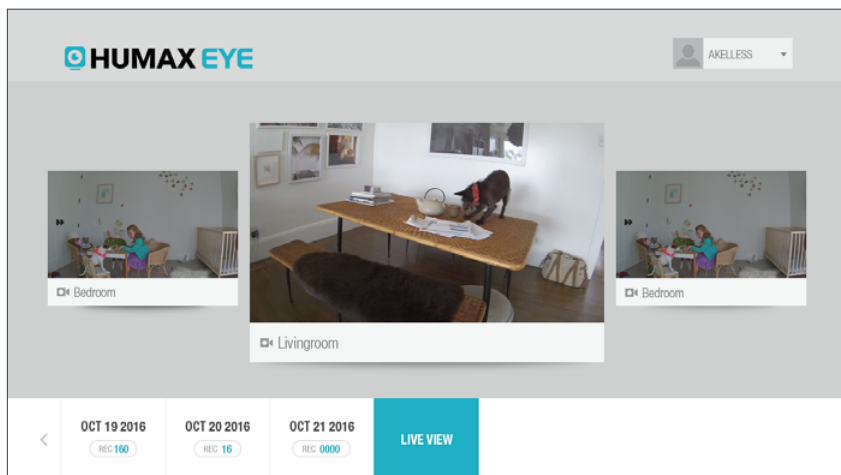 HUMAX EYE
AKELLESS
Bedroom
Livingroom
Bedroom
OCT 19 2016
REC 160
OCT 20 2016
REC 16
OCT 21 2016
REC 0000
LIVE VIEW